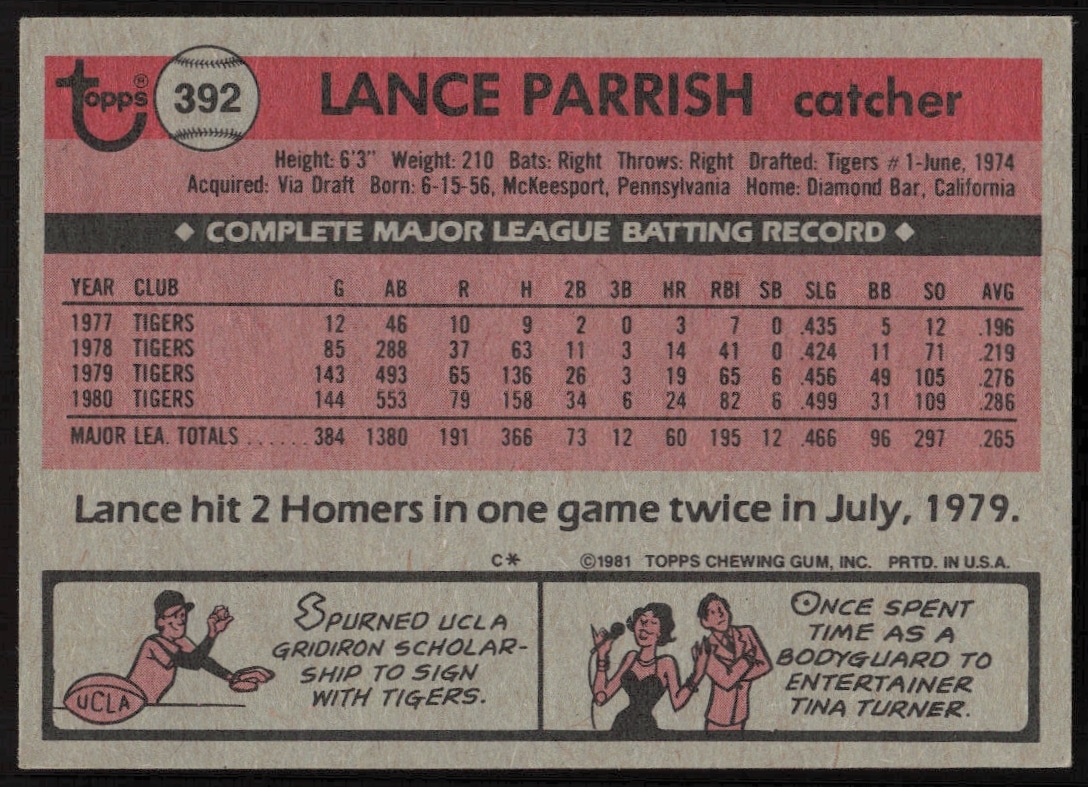 Topps® 392 LANCE PARRISH catcher
Height: 6'3" Weight: 210 Bats: Right Throws: Right Drafted: Tigers #1-June, 1974
Acquired: Via Draft Born: 6-15-56, McKeesport, Pennsylvania Home: Diamond Bar, California
◆ COMPLETE MAJOR LEAGUE BATTING RECORD ◆
YEAR CLUB G AB R H 2B 3B HR RBI SB SLG BB SO AVG
1977 TIGERS 12 46 10 9 2 0 3 7 0 .435 5 12 .196
1978 TIGERS 85 288 37 63 11 3 14 41 0 .424 11 71 .219
1979 TIGERS 143 493 65 136 26 3 19 65 6 .456 49 105 .276
1980 TIGERS 144 553 79 158 34 6 24 82 6 .499 31 109 .286
MAJOR LEA. TOTALS ...... 384 1380 191 366 73 12 60 195 12 .466 96 297 .265
Lance hit 2 Homers in one game twice in July, 1979.
C* ©1981 TOPPS CHEWING GUM, INC. PRTD. IN U.S.A.
SPURNED UCLA
GRIDIRON SCHOLAR-
SHIP TO SIGN
WITH TIGERS.
UCLA
ONCE SPENT
TIME AS A
BODYGUARD TO
ENTERTAINER
TINA TURNER.